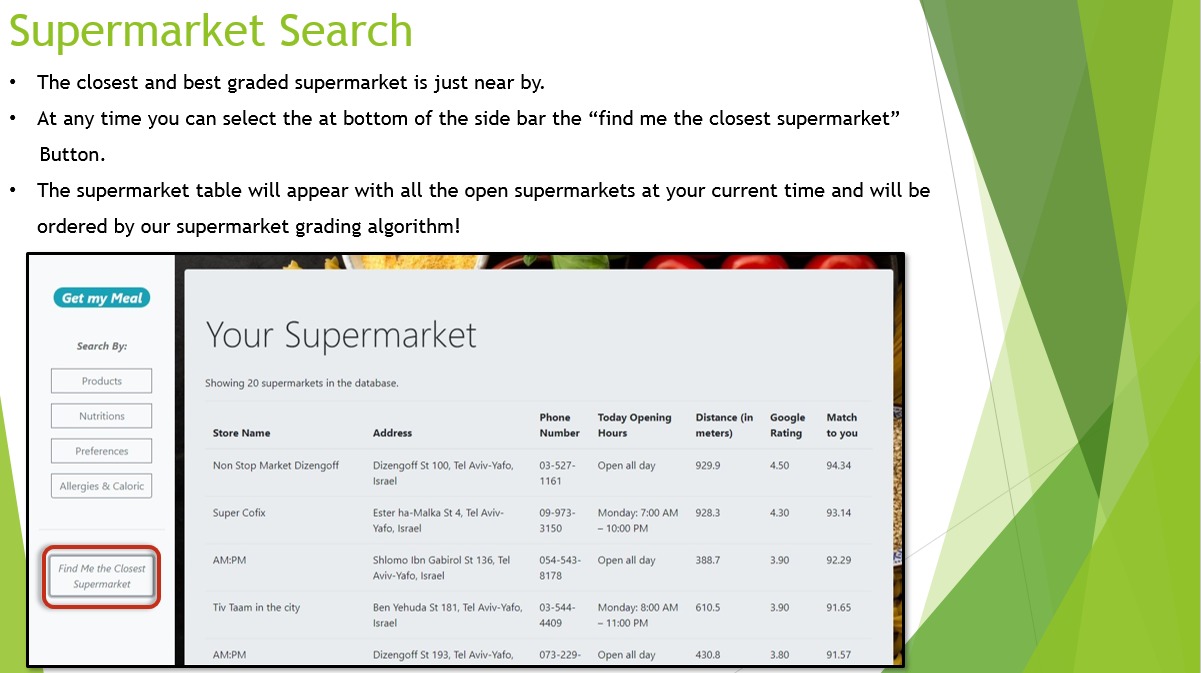 Supermarket Search
• The closest and best graded supermarket is just near by.
• At any time you can select the at bottom of the side bar the “find me the closest supermarket”
Button.
• The supermarket table will appear with all the open supermarkets at your current time and will be
ordered by our supermarket grading algorithm!
Get my Meal
Search By:
Products
Nutritions
Preferences
Allergies & Caloric
Find Me the Closest
Supermarket
Your Supermarket
Showing 20 supermarkets in the database.
Store Name Address Phone Number Today Opening Hours Distance (in meters) Google Rating Match to you
Non Stop Market Dizengoff Dizengoff St 100, Tel Aviv-Yafo, Israel 03-527-1161 Open all day 929.9 4.50 94.34
Super Cofix Ester ha-Malka St 4, Tel Aviv-Yafo, Israel 09-973-3150 Monday: 7:00 AM – 10:00 PM 928.3 4.30 93.14
AM:PM Shlomo Ibn Gabirol St 136, Tel Aviv-Yafo, Israel 054-543-8178 Open all day 388.7 3.90 92.29
Tiv Taam in the city Ben Yehuda St 181, Tel Aviv-Yafo, Israel 03-544-4409 Monday: 8:00 AM – 11:00 PM 610.5 3.90 91.65
AM:PM Dizengoff St 193, Tel Aviv-Yafo, 073-229- Open all day 430.8 3.80 91.57